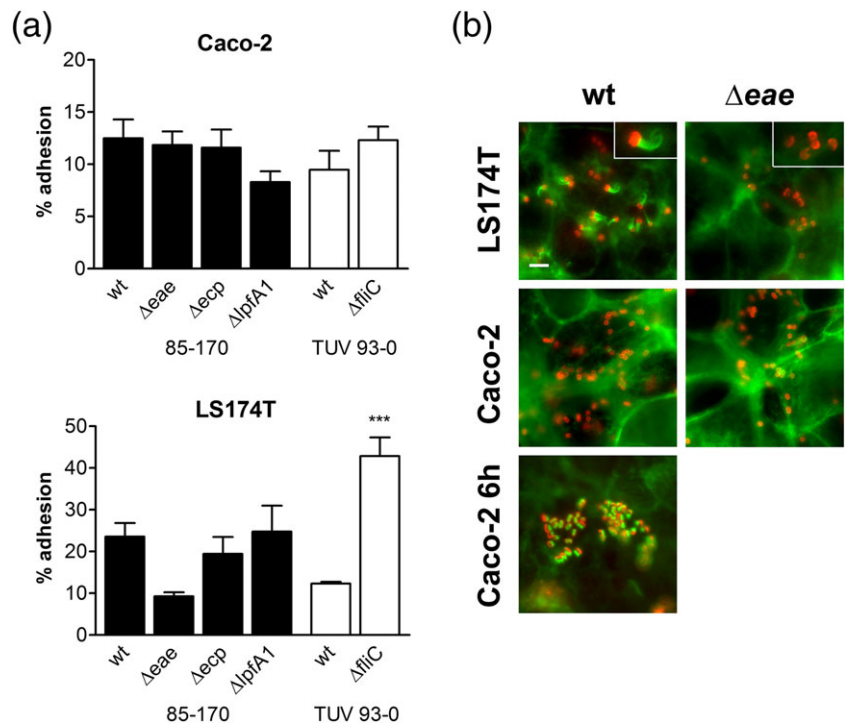 (a)
Caco-2
% adhesion
20
15
10
5
0
wt Δeae Δecp ΔlpfA1 wt ΔfliC
85-170 TUV 93-0
LS174T
***
% adhesion
50
40
30
20
10
0
wt Δeae Δecp ΔlpfA1 wt ΔfliC
85-170 TUV 93-0
(b)
wt Δeae
LS174T
Caco-2
Caco-2 6h